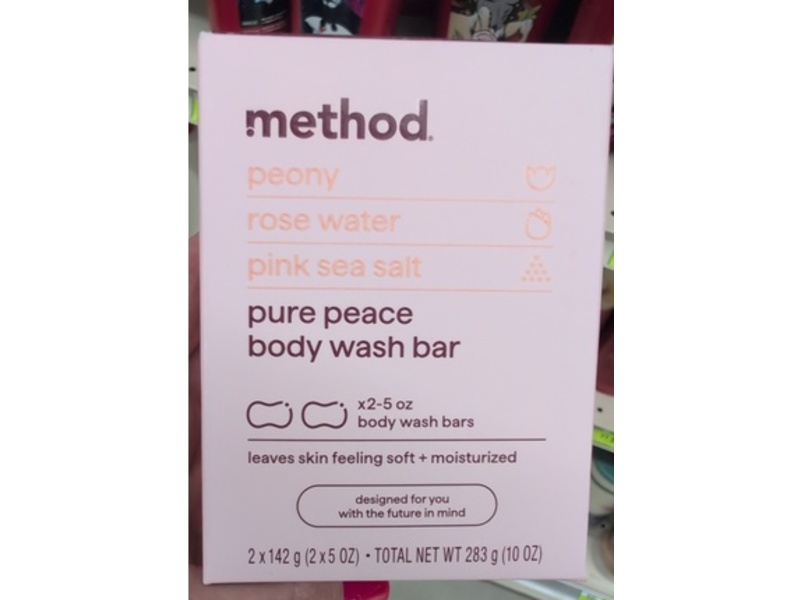 method.
peony
rose water
pink sea salt
pure peace
body wash bar
x2-5 oz
body wash bars
leaves skin feeling soft + moisturized
designed for you
with the future in mind
2 x 142 g (2 x 5 OZ) • TOTAL NET WT 283 g (10 OZ)